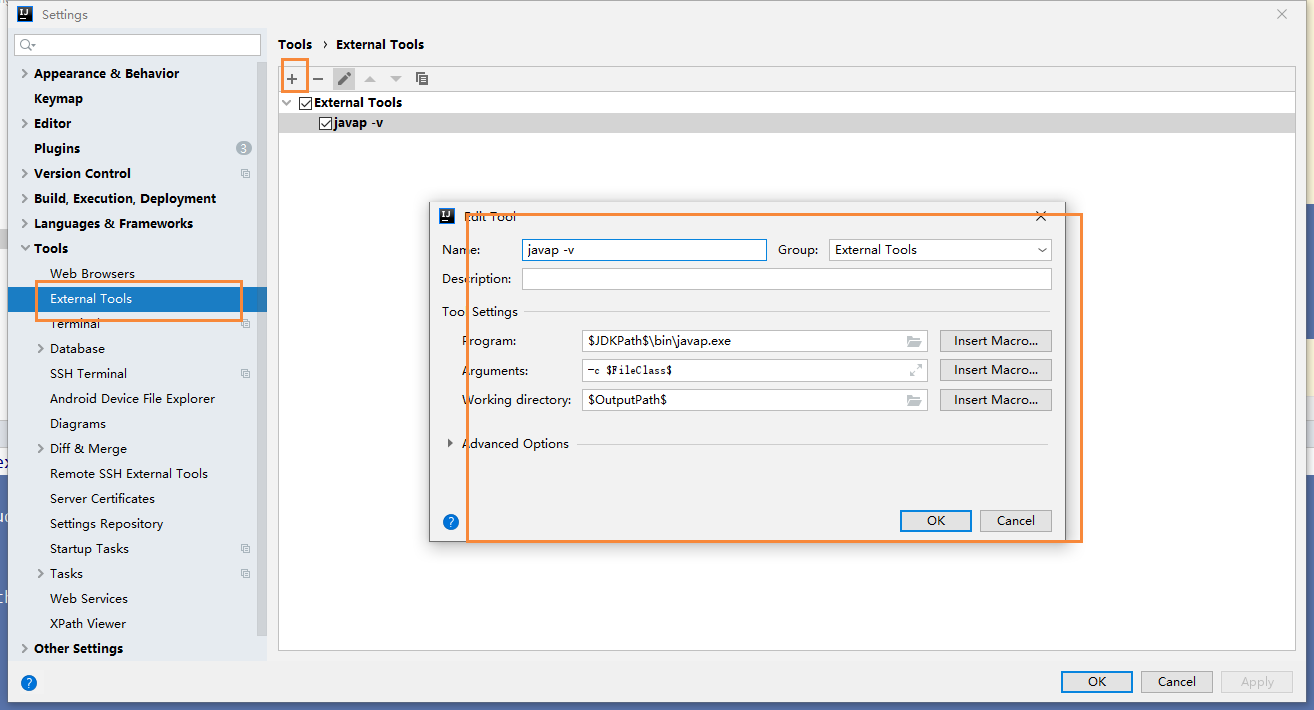 Settings
Tools › External Tools
Appearance & Behavior
Keymap
Editor
Plugins 3
Version Control
Build, Execution, Deployment
Languages & Frameworks
Tools
Web Browsers
External Tools
Terminal
Database
SSH Terminal
Android Device File Explorer
Diagrams
Diff & Merge
Remote SSH External Tools
Server Certificates
Settings Repository
Startup Tasks
Tasks
Web Services
XPath Viewer
Other Settings
External Tools
javap -v
Edit Tool
Name: javap -v Group: External Tools
Description:
Tool Settings
Program: $JDKPath$\bin\javap.exe Insert Macro...
Arguments: -c $FileClass$ Insert Macro...
Working directory: $OutputPath$ Insert Macro...
Advanced Options
? OK Cancel
? OK Cancel Apply